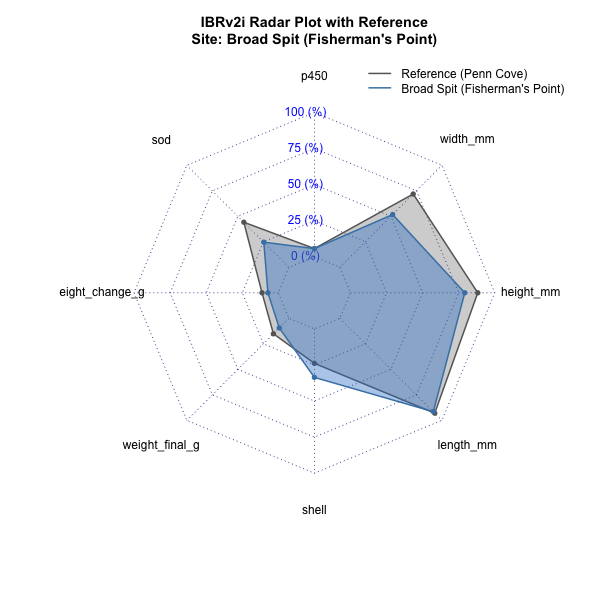 IBRv2i Radar Plot with Reference
Site: Broad Spit (Fisherman's Point)
p450
Reference (Penn Cove)
Broad Spit (Fisherman's Point)
100 (%)
sod
width_mm
75 (%)
50 (%)
25 (%)
0 (%)
eight_change_g
height_mm
weight_final_g
length_mm
shell